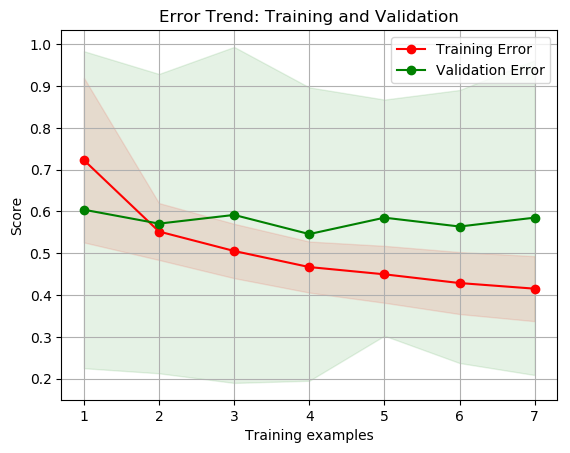 Error Trend: Training and Validation
Training Error
Validation Error
1.0
0.9
0.8
0.7
0.6
0.5
0.4
0.3
0.2
Score
1 2 3 4 5 6 7
Training examples